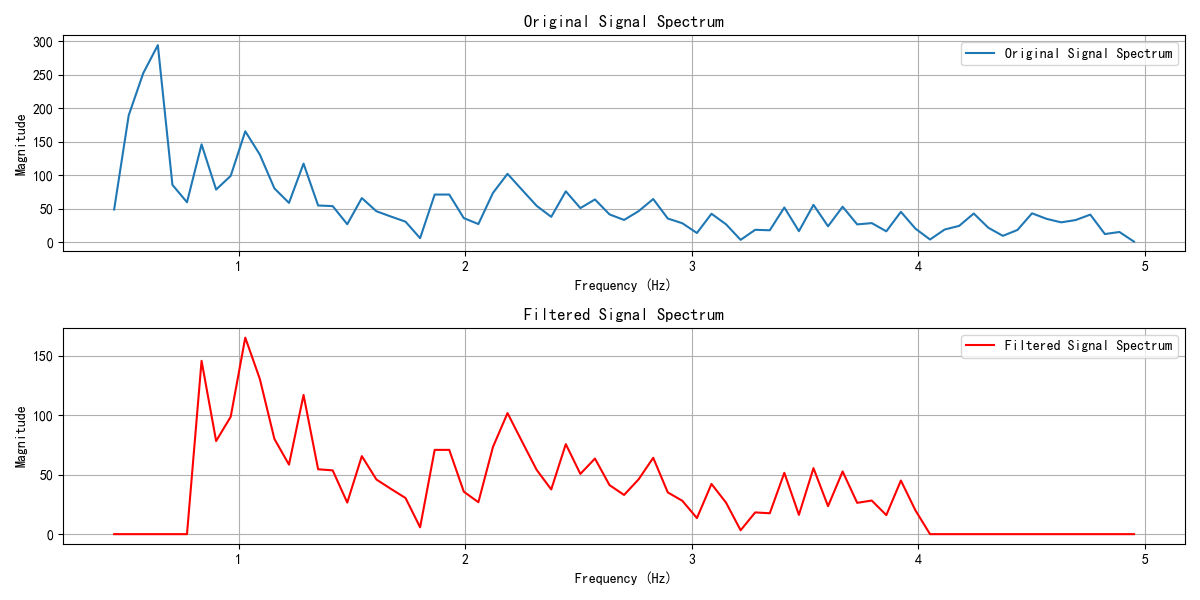 Original Signal Spectrum
Original Signal Spectrum
Magnitude
300
250
200
150
100
50
0
1
2
3
4
5
Frequency (Hz)
Filtered Signal Spectrum
Filtered Signal Spectrum
Magnitude
150
100
50
0
1
2
3
4
5
Frequency (Hz)